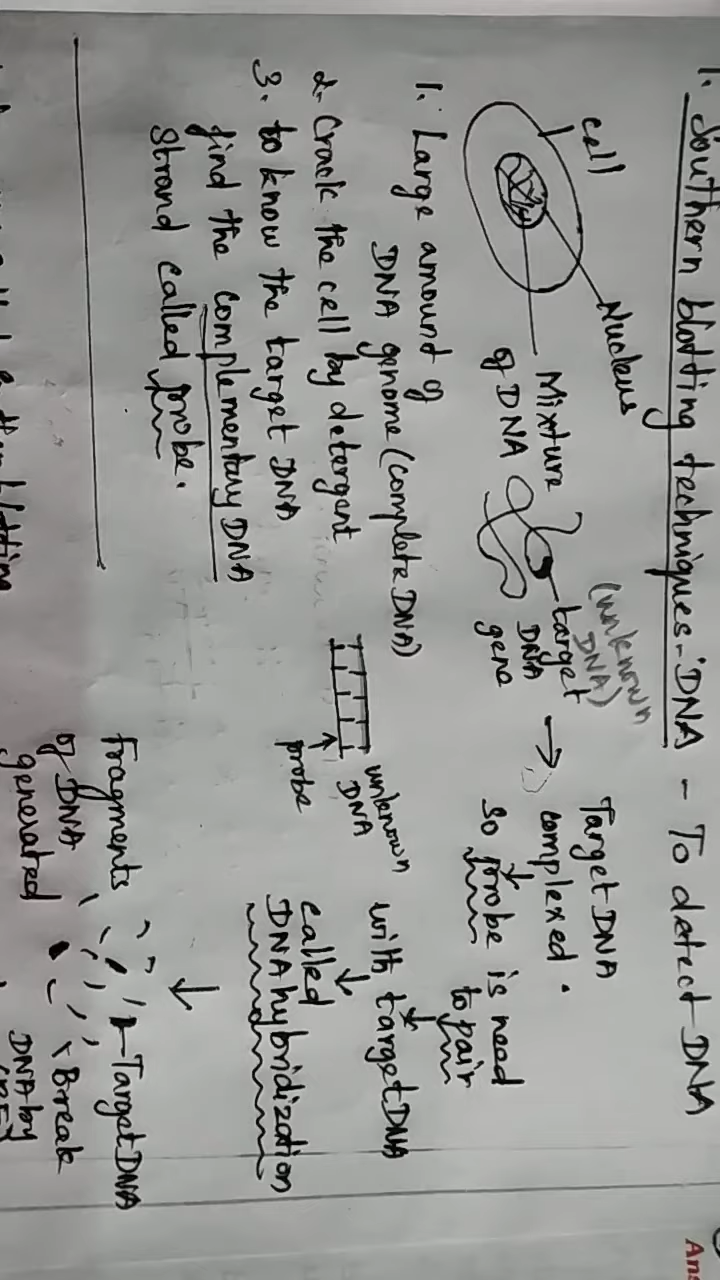 1. Southern blotting techniques - DNA - To detect DNA
Ans
cell
Nucleus
Mixture
of DNA
(unknown
DNA)
target
DNA
gene
Target DNA
complexed.
so probe is need
to pair
with target DNA
called
DNA hybridization
1. Large amount of
DNA genome (complete DNA)
2. Crack the cell by detergent
3. to know the target DNA
find the complementary DNA
strand called probe.
unknown
DNA
probe
fragments
of DNA
generated
Target DNA
Break
DNA by